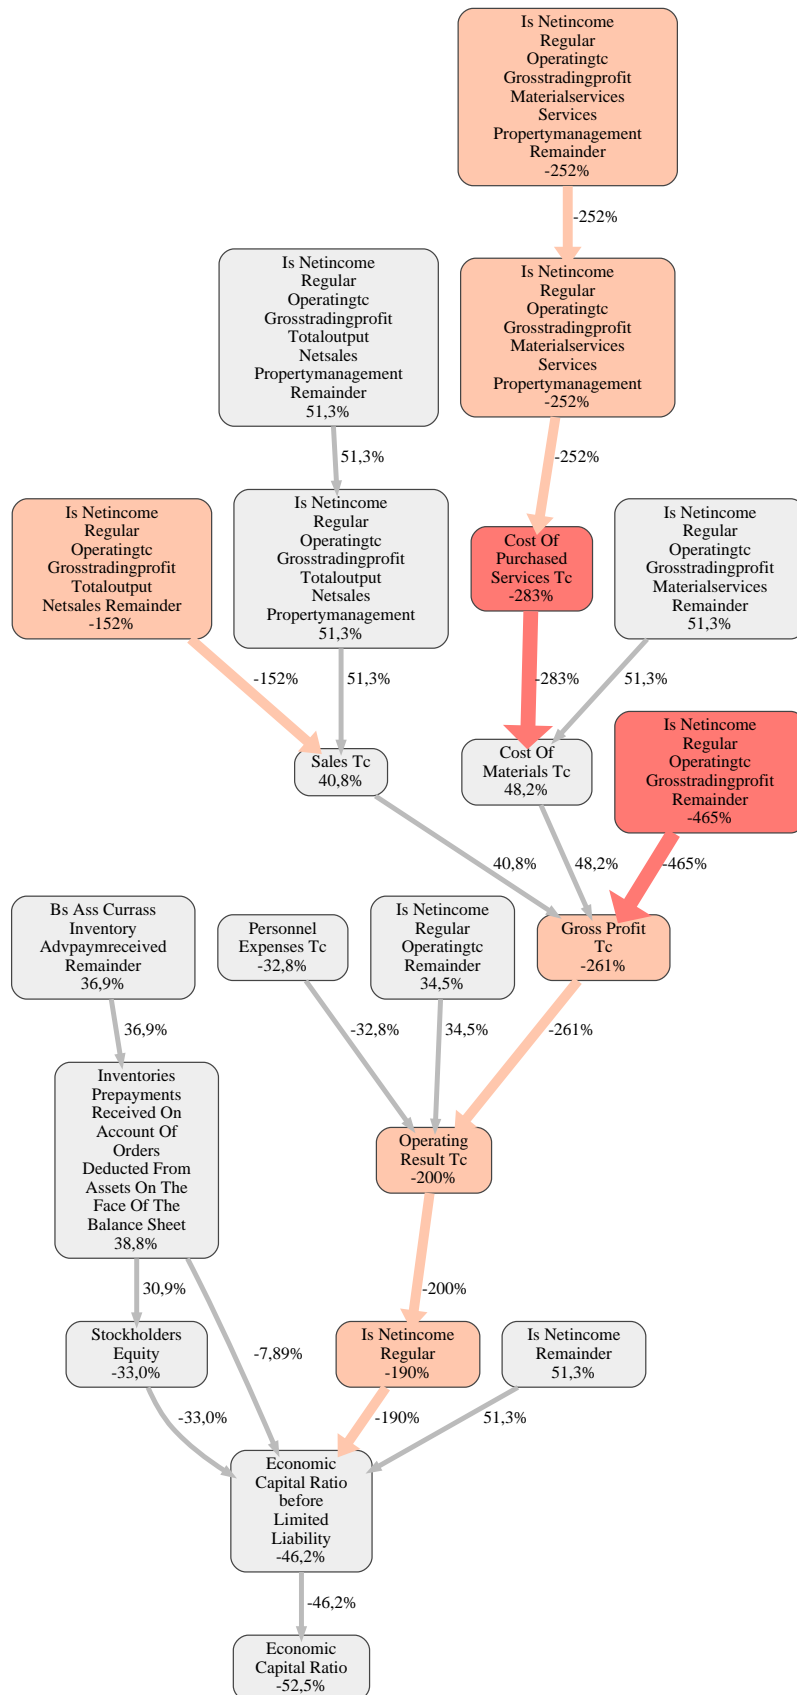 Is Netincome
Regular
Operatingtc
Grosstradingprofit
Materialservices
Services
Propertymanagement
Remainder
-252%
-252%
Is Netincome
Regular
Operatingtc
Grosstradingprofit
Totaloutput
Netsales
Propertymanagement
Remainder
51,3%
Is Netincome
Regular
Operatingtc
Grosstradingprofit
Materialservices
Services
Propertymanagement
-252%
51,3%
-252%
Is Netincome
Regular
Operatingtc
Grosstradingprofit
Totaloutput
Netsales Remainder
-152%
Is Netincome
Regular
Operatingtc
Grosstradingprofit
Totaloutput
Netsales
Propertymanagement
51,3%
Cost Of
Purchased
Services Tc
-283%
Is Netincome
Regular
Operatingtc
Grosstradingprofit
Materialservices
Remainder
51,3%
-152%
51,3%
-283%
51,3%
Sales Tc
40,8%
Cost Of
Materials Tc
48,2%
Is Netincome
Regular
Operatingtc
Grosstradingprofit
Remainder
-465%
40,8%
48,2%
-465%
Bs Ass Currass
Inventory
Advpaymreceived
Remainder
36,9%
Personnel
Expenses Tc
-32,8%
Is Netincome
Regular
Operatingtc
Remainder
34,5%
Gross Profit
Tc
-261%
36,9%
-32,8%
34,5%
-261%
Inventories
Prepayments
Received On
Account Of
Orders
Deducted From
Assets On The
Face Of The
Balance Sheet
38,8%
Operating
Result Tc
-200%
30,9%
-7,89%
-200%
Stockholders
Equity
-33,0%
Is Netincome
Regular
-190%
Is Netincome
Remainder
51,3%
-33,0%
-190%
51,3%
Economic
Capital Ratio
before
Limited
Liability
-46,2%
-46,2%
Economic
Capital Ratio
-52,5%